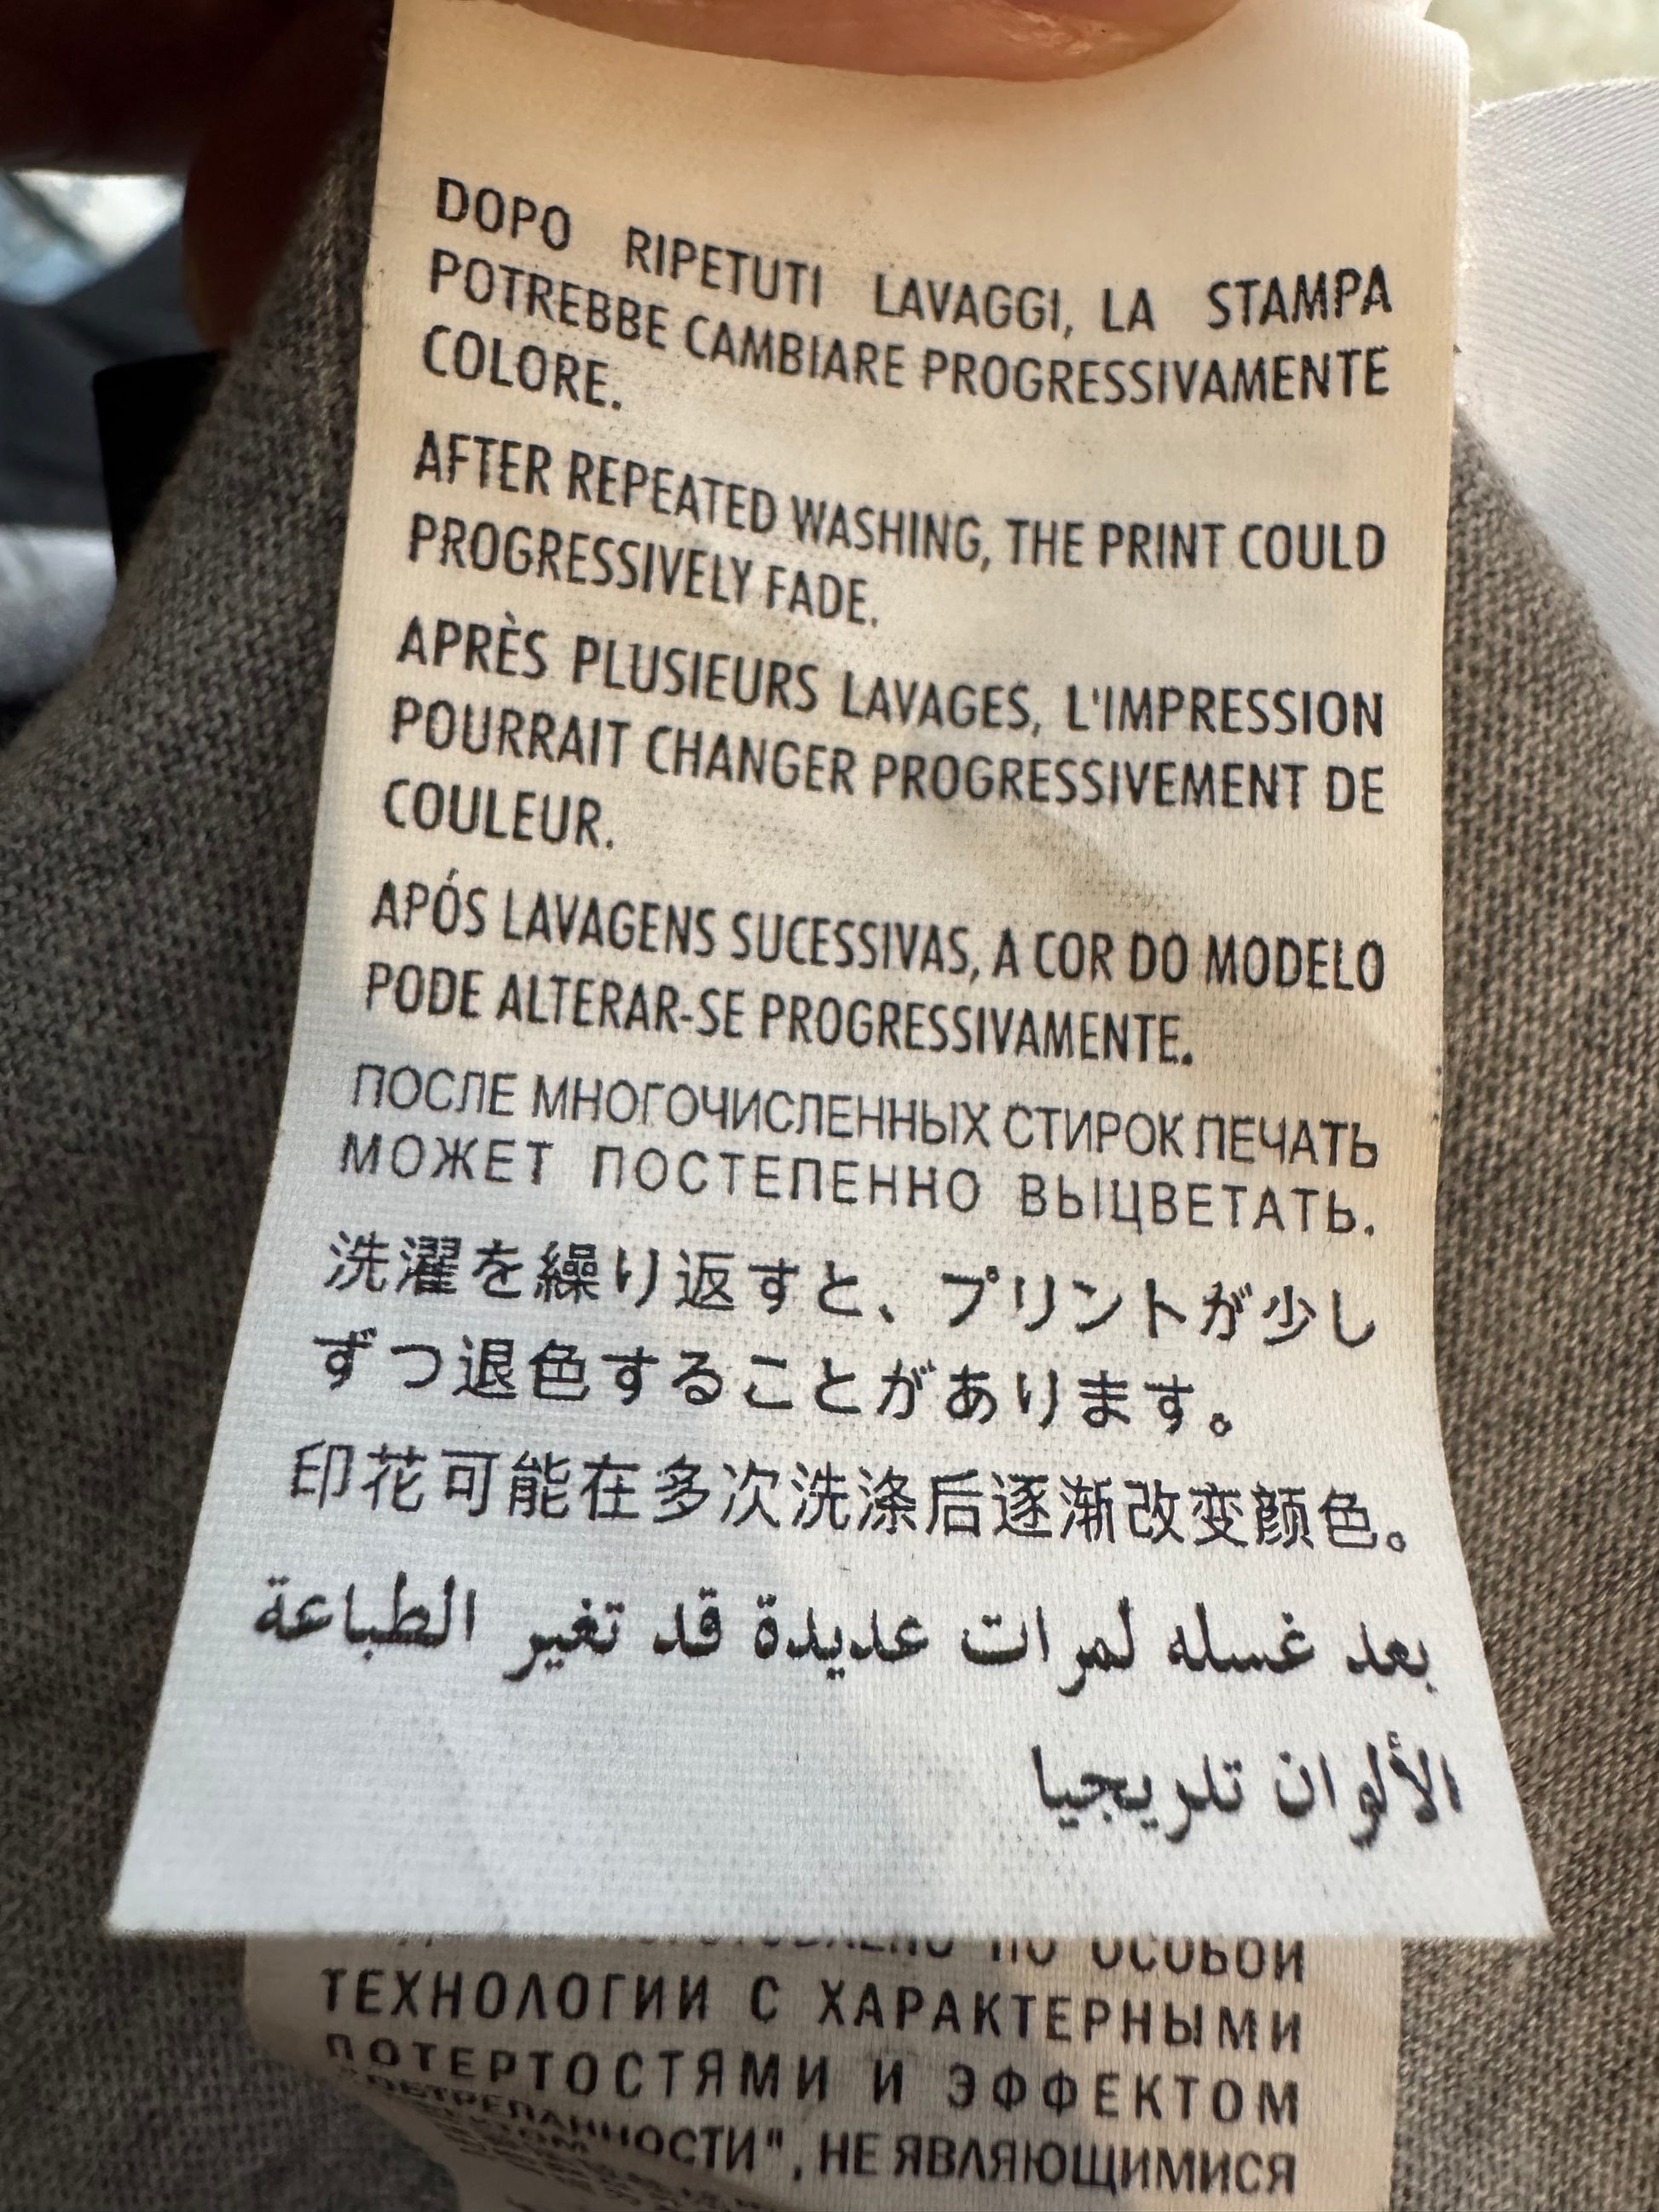 DOPO RIPETUTI LAVAGGI, LA STAMPA
POTREBBE CAMBIARE PROGRESSIVAMENTE
COLORE.
AFTER REPEATED WASHING, THE PRINT COULD
PROGRESSIVELY FADE.
APRÈS PLUSIEURS LAVAGES, L'IMPRESSION
POURRAIT CHANGER PROGRESSIVEMENT DE
COULEUR.
APÓS LAVAGENS SUCESSIVAS, A COR DO MODELO
PODE ALTERAR-SE PROGRESSIVAMENTE.
ПОСЛЕ МНОГОЧИСЛЕННЫХ СТИРОК ПЕЧАТЬ
МОЖЕТ ПОСТЕПЕННО ВЫЦВЕТАТЬ.
洗濯を繰り返すと、プリントが少し
ずつ退色することがあります。
印花可能在多次洗涤后逐渐改变颜色。
بعد غسله لمرات عديدة قد تغير الطباعة
الألوان تدريجيا
ПО ОСОБОЙ
ТЕХНОЛОГИИ С ХАРАКТЕРНЫМИ
ПОТЕРТОСТЯМИ И ЭФФЕКТОМ
"ПОТРЕПАННОСТИ", НЕ ЯВЛЯЮЩИМИСЯ